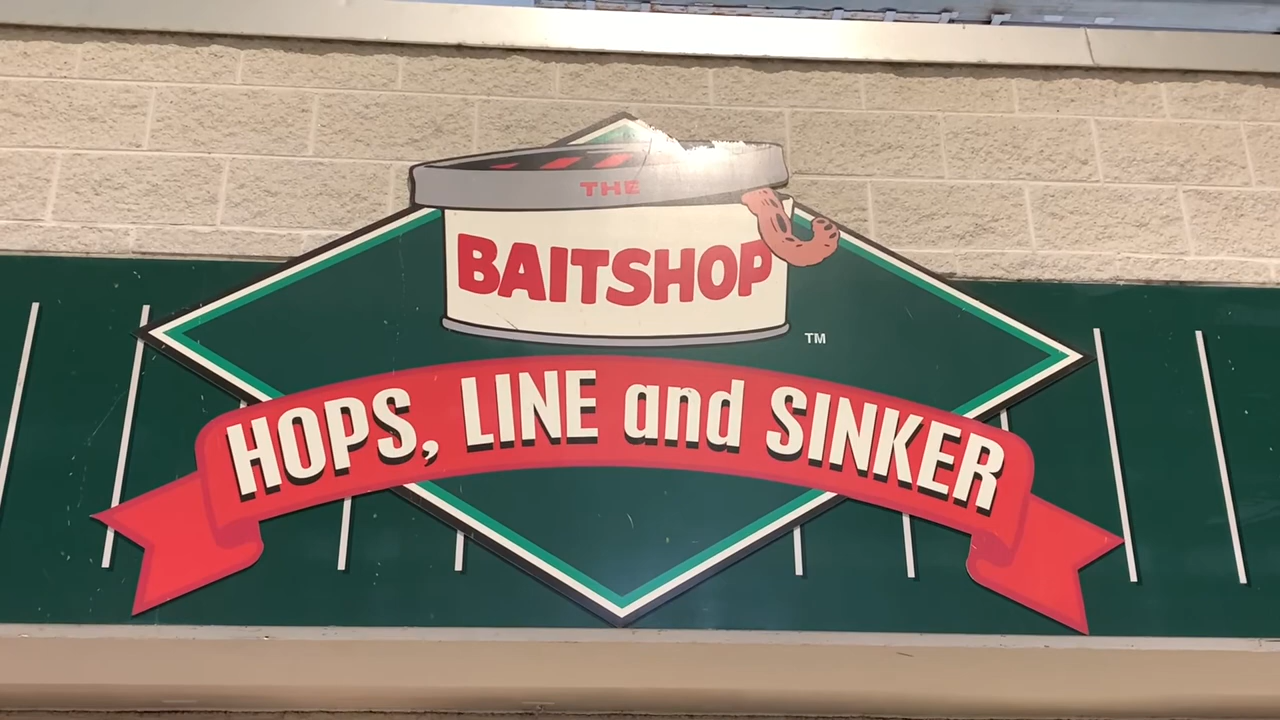 THE
BAITSHOP
TM
HOPS, LINE and SINKER